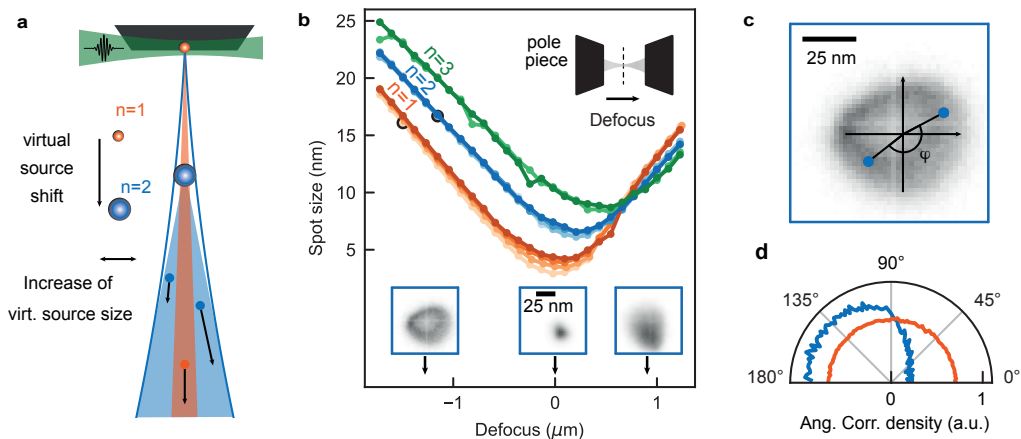 a
n=1
virtual
source
shift
n=2
Increase of
virt. source size
b
Spot size (nm)
25
20
15
10
5
n=3
n=2
n=1
pole
piece
Defocus
25 nm
−1
0
1
Defocus (μm)
c
25 nm
φ
d
90°
135°
45°
180°
0°
0
1
Ang. Corr. density (a.u.)